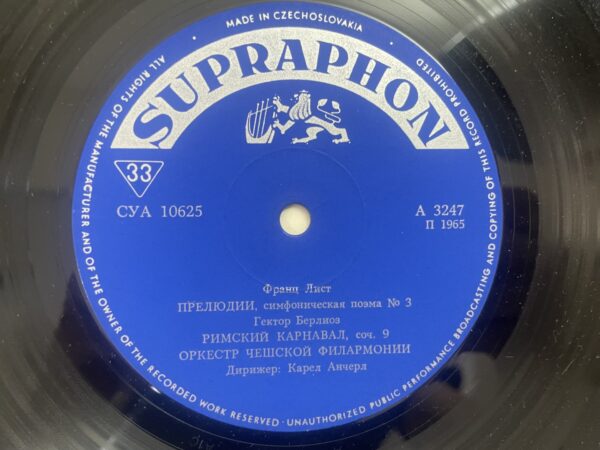 MADE IN CZECHOSLOVAKIA
ALL RIGHTS OF THE MANUFACTURER AND OF THE OWNER OF THE RECORDED WORK RESERVED · UNAUTHORIZED PUBLIC PERFORMANCE BROADCASTING AND COPYING OF THIS RECORD PROHIBITED
SUPRAPHON
33
СУА 10625
А 3247
П 1965
Франц Лист
ПРЕЛЮДИИ, симфоническая поэма № 3
Гектор Берлиоз
РИМСКИЙ КАРНАВАЛ, соч. 9
ОРКЕСТР ЧЕШСКОЙ ФИЛАРМОНИИ
Дирижер: Карел Анчерл